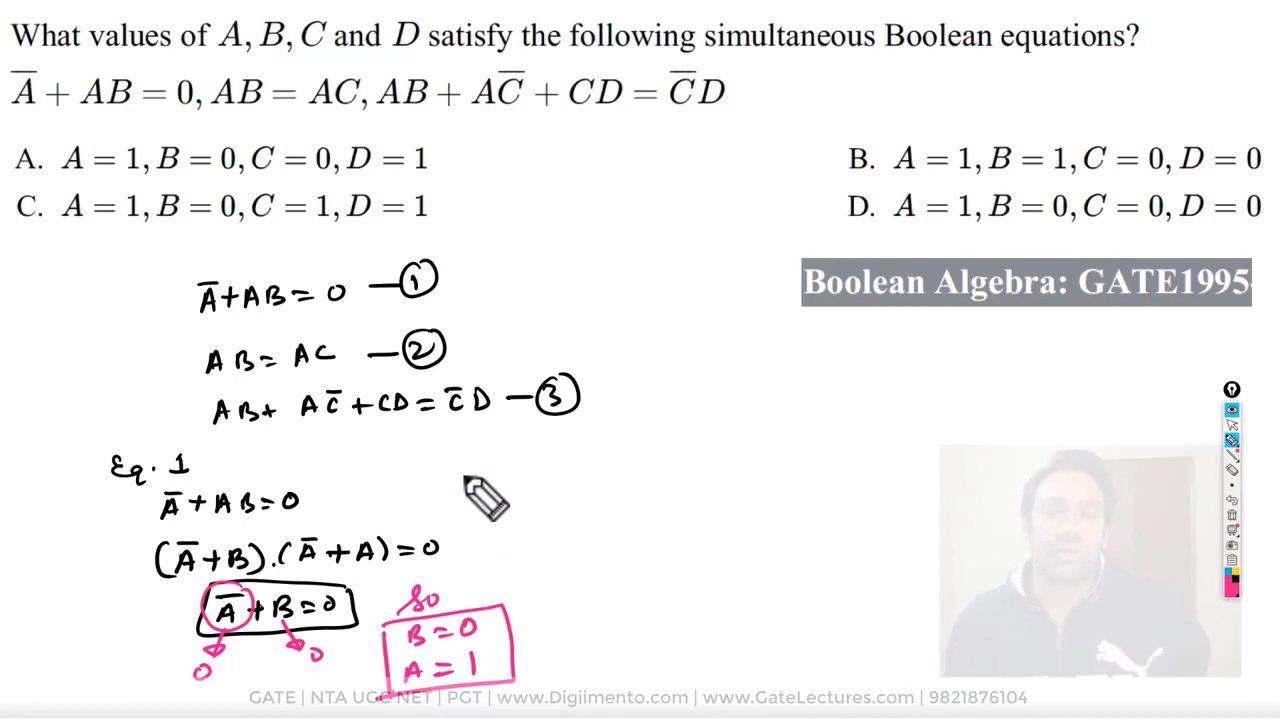 What values of A, B, C and D satisfy the following simultaneous Boolean equations?
A̅ + AB = 0, AB = AC, AB + AC̅ + CD = C̅D
A. A = 1, B = 0, C = 0, D = 1
B. A = 1, B = 1, C = 0, D = 0
C. A = 1, B = 0, C = 1, D = 1
D. A = 1, B = 0, C = 0, D = 0
Boolean Algebra: GATE1995-
A̅ + AB = 0 — ①
AB = AC — ②
AB + AC̅ + CD = C̅D — ③
Eq. 1
A̅ + AB = 0
(A̅ + B) . (A̅ + A) = 0
A̅ + B = 0
0 0
So
B = 0
A = 1
GATE | NTA UGC NET | PGT | www.Digiimento.com | www.GateLectures.com | 9821876104